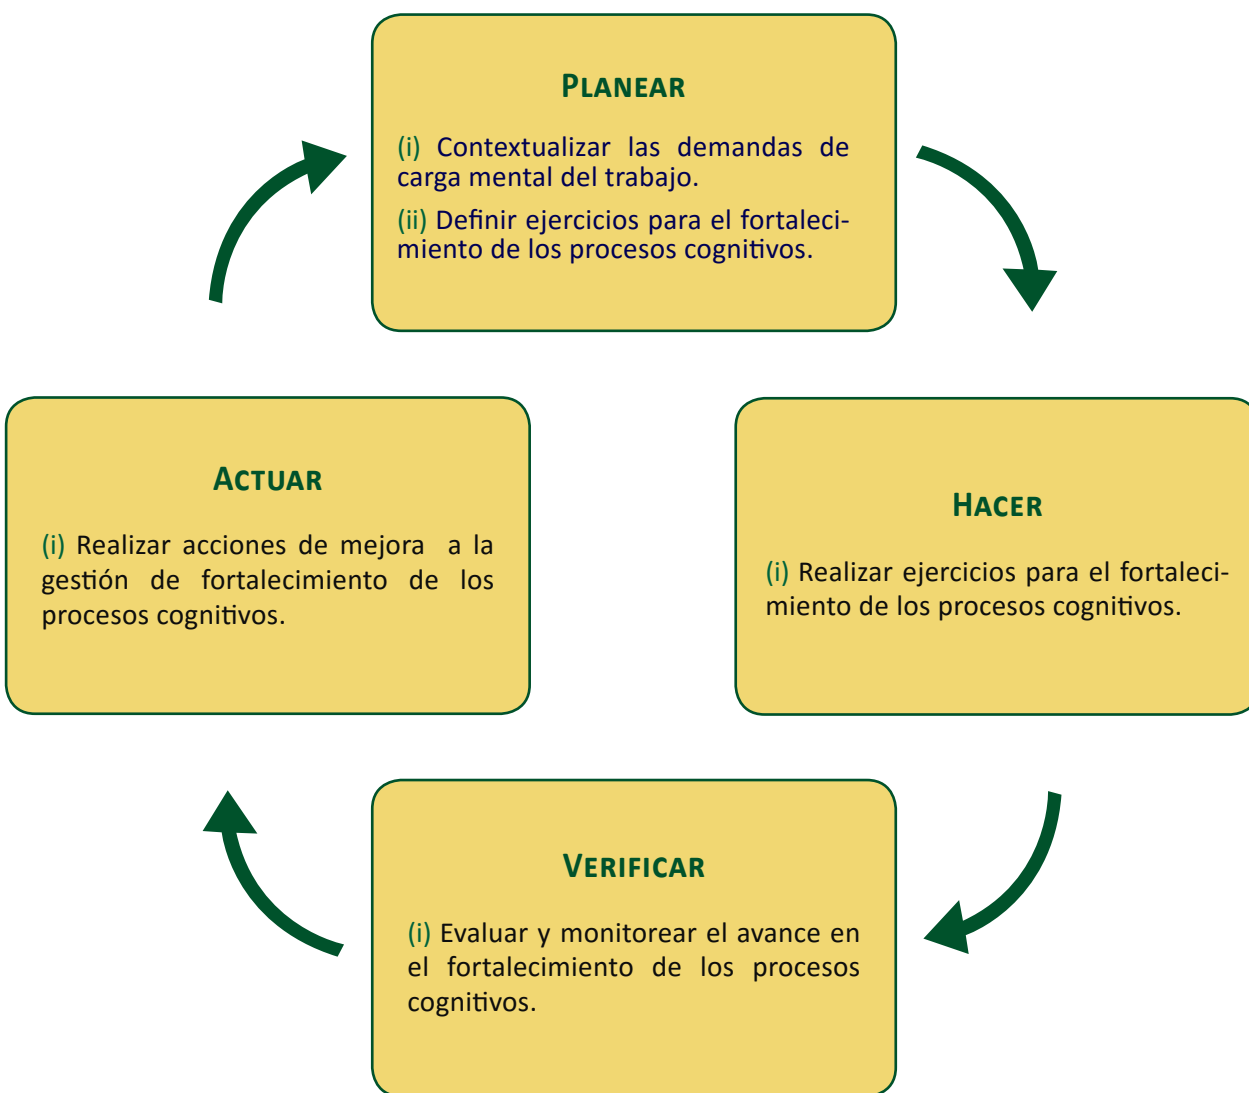 PLANEAR
(i) Contextualizar las demandas de
carga mental del trabajo.
(ii) Definir ejercicios para el fortaleci-
miento de los procesos cognitivos.
HACER
(i) Realizar ejercicios para el fortaleci-
miento de los procesos cognitivos.
VERIFICAR
(i) Evaluar y monitorear el avance en
el fortalecimiento de los procesos
cognitivos.
ACTUAR
(i) Realizar acciones de mejora a la
gestión de fortalecimiento de los
procesos cognitivos.